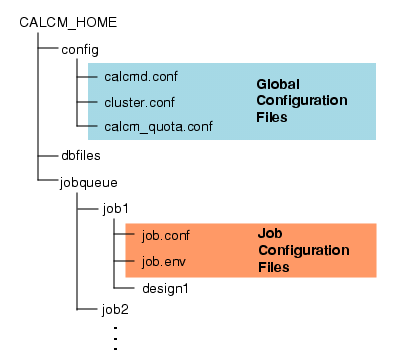 CALCM_HOME
config
calcmd.conf
cluster.conf
calcm_quota.conf
Global
Configuration
Files
dbfiles
jobqueue
job1
job.conf
job.env
Job
Configuration
Files
design1
job2